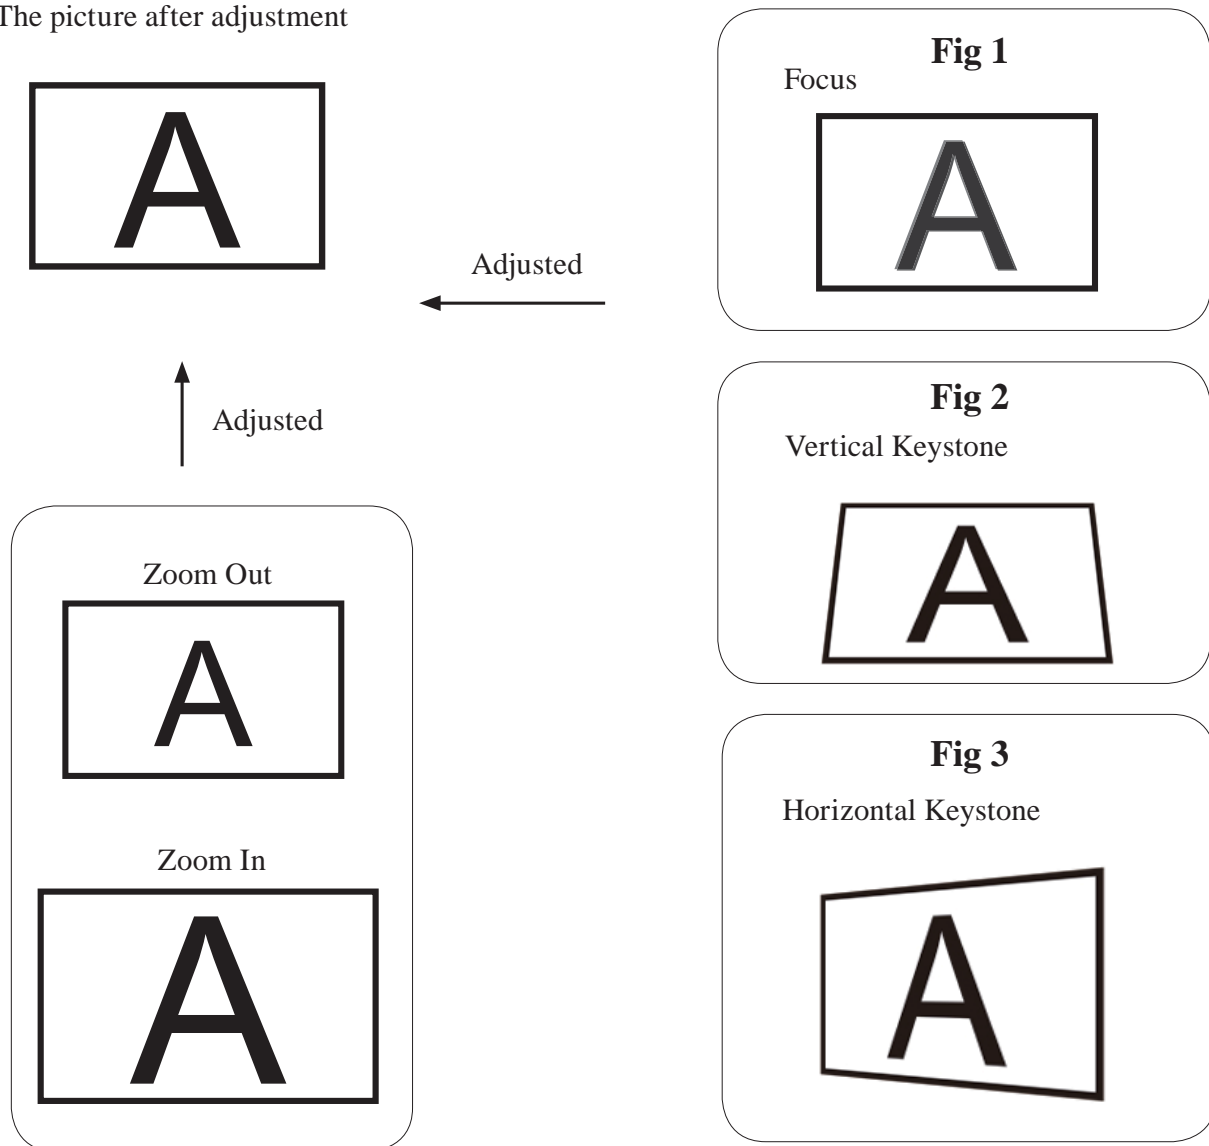 The picture after adjustment
A
Adjusted
Adjusted
Zoom Out
A
Zoom In
A
Fig 1
Focus
A
Fig 2
Vertical Keystone
A
Fig 3
Horizontal Keystone
A